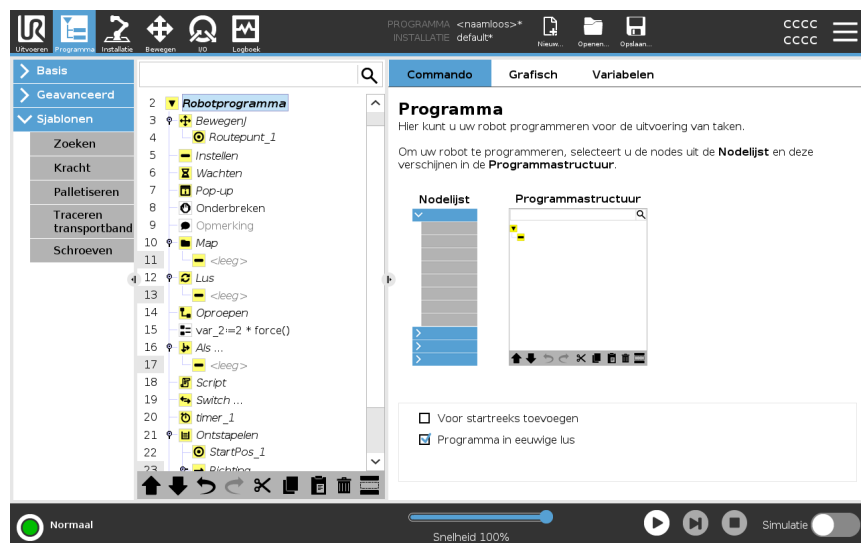 PROGRAMMA <naamloos>*
INSTALLATIE default*
Uitvoeren Programma Installatie Bewegen I/O Logboek Nieuw... Openen... Opslaan...
CCCC
CCCC
Basis
Geavanceerd
Sjablonen
Zoeken
Kracht
Palletiseren
Traceren
transportband
Schroeven
2 Robotprogramma
3 BewegenJ
4 Routepunt_1
5 Instellen
6 Wachten
7 Pop-up
8 Onderbreken
9 Opmerking
10 Map
11 <leeg>
12 Lus
13 <leeg>
14 Oproepen
15 var_2:=2 * force()
16 Als ...
17 <leeg>
18 Script
19 Switch ...
20 timer_1
21 Ontstapelen
22 StartPos_1
23 Richting
Commando Grafisch Variabelen
Programma
Hier kunt u uw robot programmeren voor de uitvoering van taken.
Om uw robot te programmeren, selecteert u de nodes uit de Nodelijst en deze
verschijnen in de Programmastructuur.
Nodelijst Programmastructuur
Voor startreeks toevoegen
Programma in eeuwige lus
Normaal
Snelheid 100%
Simulatie